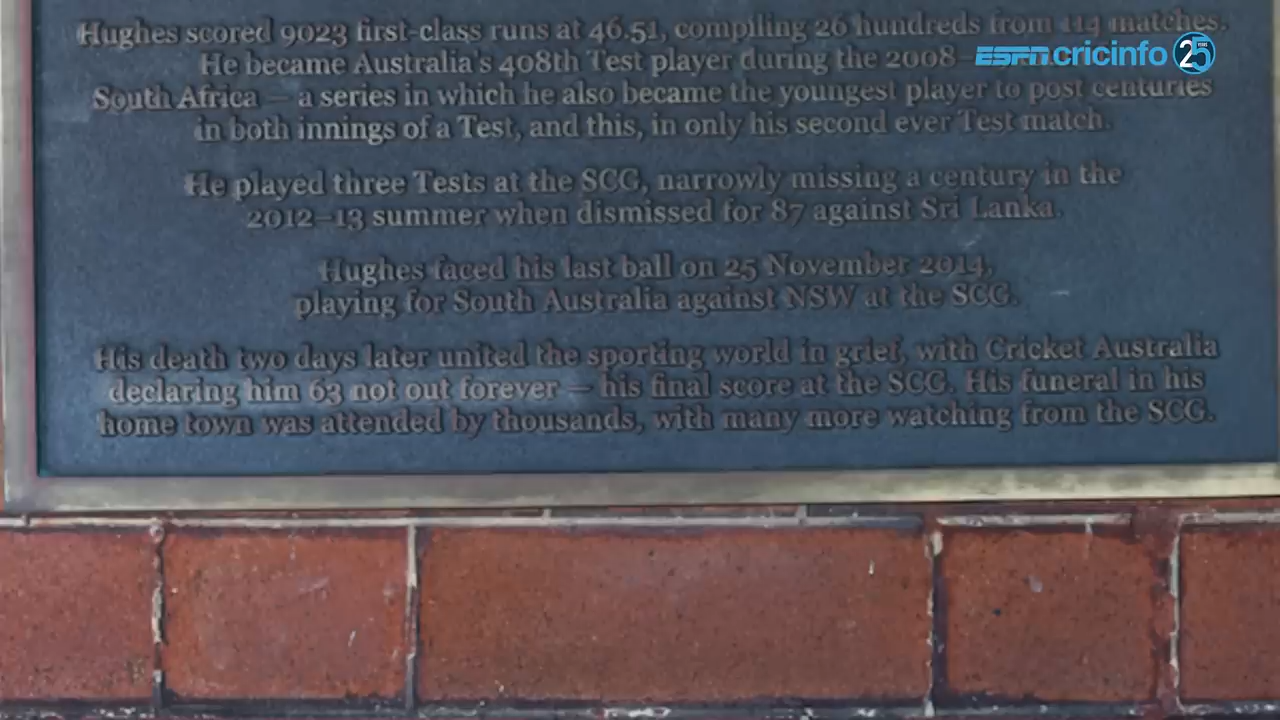 Hughes scored 9023 first-class runs at 46.51, compiling 26 hundreds from 114 matches.
He became Australia's 408th Test player during the 2008
ESPN cricinfo 25 YEARS
South Africa — a series in which he also became the youngest player to post centuries
in both innings of a Test, and this, in only his second ever Test match.
He played three Tests at the SCG, narrowly missing a century in the
2012–13 summer when dismissed for 87 against Sri Lanka.
Hughes faced his last ball on 25 November 2014,
playing for South Australia against NSW at the SCG.
His death two days later united the sporting world in grief, with Cricket Australia
declaring him 63 not out forever — his final score at the SCG. His funeral in his
home town was attended by thousands, with many more watching from the SCG.